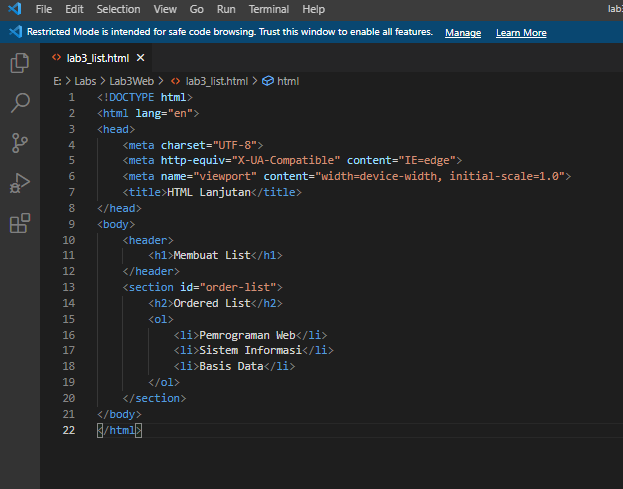 File Edit Selection View Go Run Terminal Help lab3
Restricted Mode is intended for safe code browsing. Trust this window to enable all features. Manage Learn More
<> lab3_list.html ×
E: > Labs > Lab3Web > <> lab3_list.html > html
1 <!DOCTYPE html>
2 <html lang="en">
3 <head>
4 <meta charset="UTF-8">
5 <meta http-equiv="X-UA-Compatible" content="IE=edge">
6 <meta name="viewport" content="width=device-width, initial-scale=1.0">
7 <title>HTML Lanjutan</title>
8 </head>
9 <body>
10 <header>
11 <h1>Membuat List</h1>
12 </header>
13 <section id="order-list">
14 <h2>Ordered List</h2>
15 <ol>
16 <li>Pemrograman Web</li>
17 <li>Sistem Informasi</li>
18 <li>Basis Data</li>
19 </ol>
20 </section>
21 </body>
22 </html>